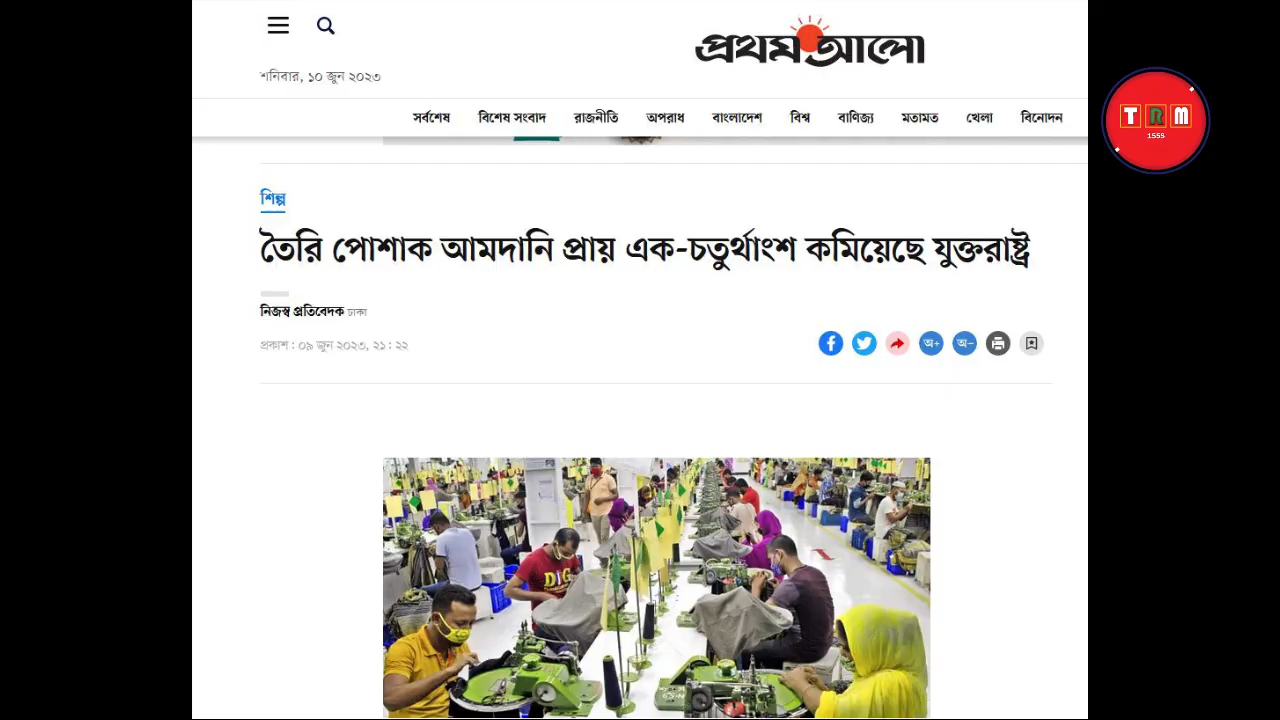 প্রথম আলো
শনিবার, ১০ জুন ২০২৩
T R M
1555
সর্বশেষ বিশেষ সংবাদ রাজনীতি অপরাধ বাংলাদেশ বিশ্ব বাণিজ্য মতামত খেলা বিনোদন
শিল্প
তৈরি পোশাক আমদানি প্রায় এক-চতুর্থাংশ কমিয়েছে যুক্তরাষ্ট্র
নিজস্ব প্রতিবেদক ঢাকা
প্রকাশ : ০৯ জুন ২০২৩, ২১ : ২২
অ+ অ−